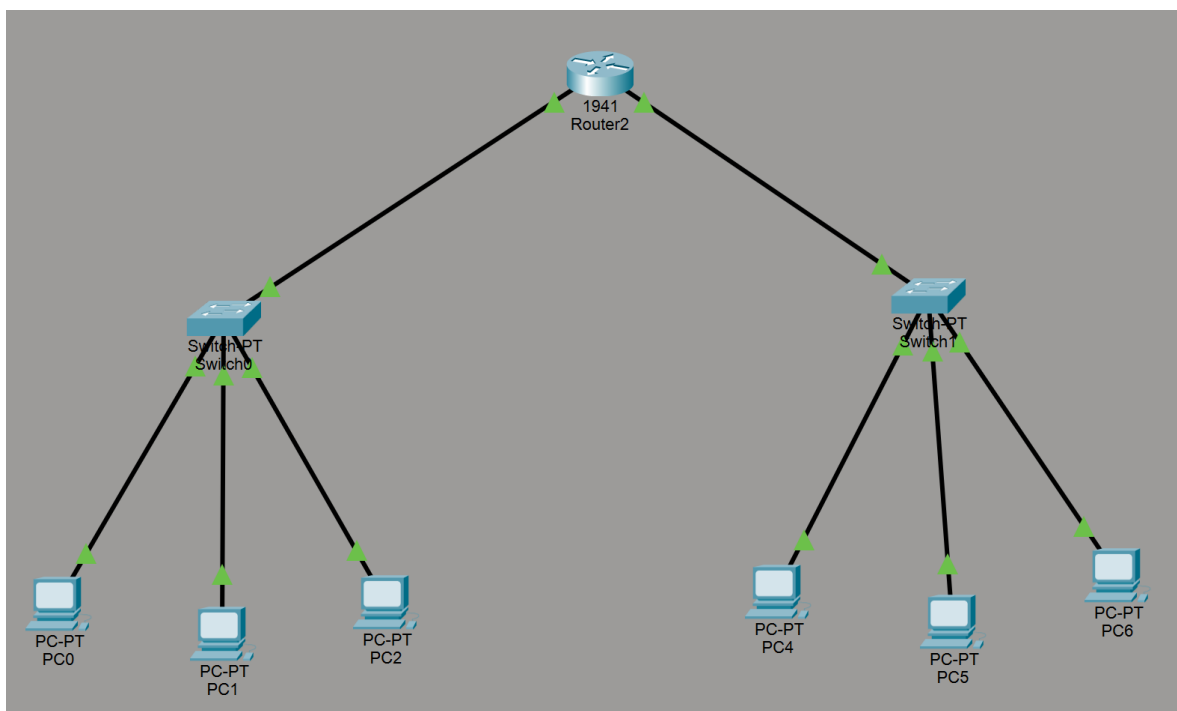 1941
Router2
Switch-PT
Switch0
Switch-PT
Switch1
PC-PT
PC0
PC-PT
PC1
PC-PT
PC2
PC-PT
PC4
PC-PT
PC5
PC-PT
PC6